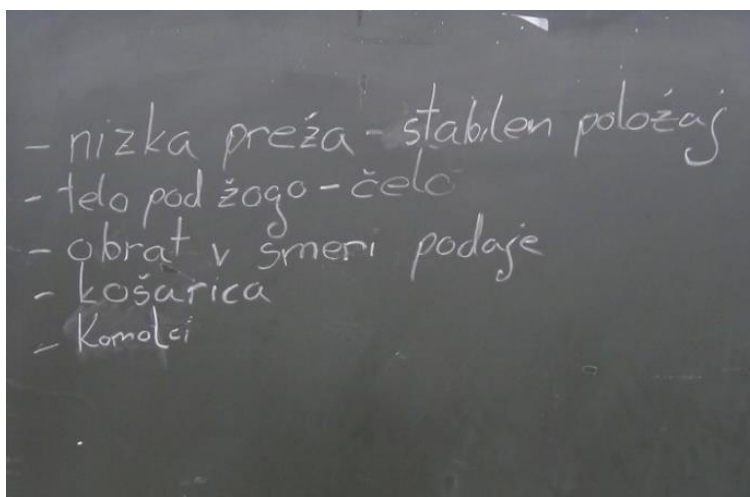 - nizka preža - stabilen položaj
- telo pod žogo - čelo
- obrat v smeri podaje
- košarica
- Komolci